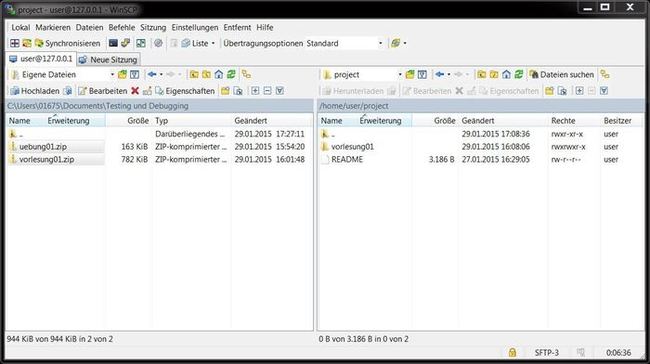 project - user@127.0.0.1 - WinSCP
Lokal Markieren Dateien Befehle Sitzung Einstellungen Entfernt Hilfe
Synchronisieren Liste Übertragungsoptionen Standard
user@127.0.0.1 Neue Sitzung
Eigene Dateien project Dateien suchen
Hochladen Bearbeiten Eigenschaften Herunterladen Bearbeiten Eigenschaften
C:\Users\01675\Documents\Testing und Debugging /home/user/project
Name Erweiterung Größe Typ Geändert Name Erweiterung Größe Geändert Rechte Besitzer
.. Darüberliegendes ... 29.01.2015 17:27:11 .. 29.01.2015 17:08:36 rwxr-xr-x user
uebung01.zip 163 KiB ZIP-komprimierter ... 29.01.2015 15:54:20 vorlesung01 29.01.2015 16:08:06 rwxrwxr-x user
vorlesung01.zip 782 KiB ZIP-komprimierter ... 29.01.2015 16:01:48 README 3.186 B 27.01.2015 16:29:05 rw-r--r-- user
944 KiB von 944 KiB in 2 von 2 0 B von 3.186 B in 0 von 2
SFTP-3 0:06:36